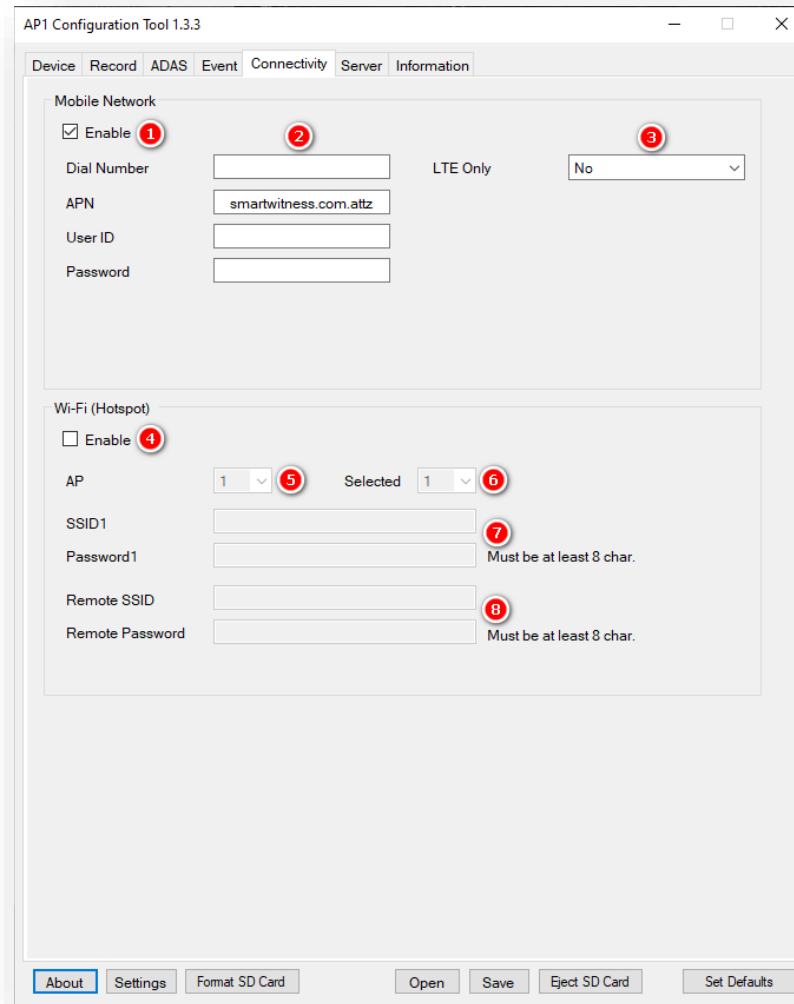 AP1 Configuration Tool 1.3.3
Device Record ADAS Event Connectivity Server Information
Mobile Network
Enable 1 2 3
Dial Number LTE Only No
APN smartwitness.com.attz
User ID
Password
Wi-Fi (Hotspot)
Enable 4
AP 1 5 Selected 1 6
SSID1
7
Password1 Must be at least 8 char.
Remote SSID
8
Remote Password Must be at least 8 char.
About Settings Format SD Card Open Save Eject SD Card Set Defaults